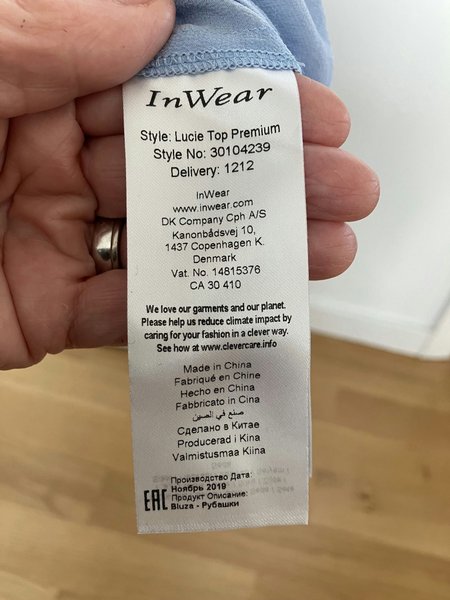 InWear
Style: Lucie Top Premium
Style No: 30104239
Delivery: 1212
InWear
www.inwear.com
DK Company Cph A/S
Kanonbådsvej 10,
1437 Copenhagen K.
Denmark
Vat. No. 14815376
CA 30 410
We love our garments and our planet.
Please help us reduce climate impact by
caring for your fashion in a clever way.
See how at www.clevercare.info
Made in China
Fabriqué en Chine
Hecho en China
Fabbricato in Cina
صنع في الصين
Сделано в Китае
Producerad i Kina
Valmistusmaa Kiina
Производство Дата:
Ноябрь 2019
EAC Продукт Описание:
Bluza - Рубашки